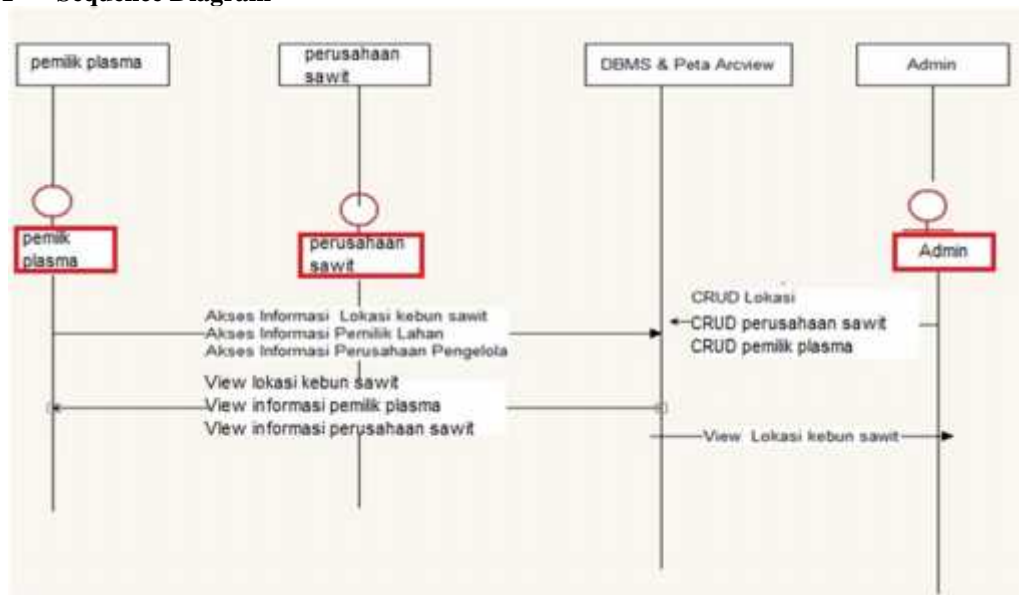 Sequence Diagram
pemilik plasma
perusahaan
sawit
DBMS & Peta Arcview
Admin
pemilk
plasma
perusahaan
sawit
Admin
Akses Informasi Lokasi kebun sawit
Akses Informasi Pemilik Lahan
Akses Informasi Perusahaan Pengelola
CRUD Lokasi
CRUD perusahaan sawit
CRUD pemilik plasma
View lokasi kebun sawit
View informasi pemilik plasma
VIew informasi perusahaan sawit
View Lokasi kebun sawit